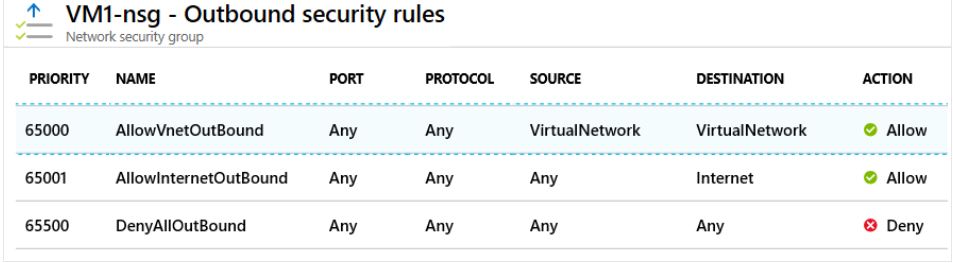 VM1-nsg - Outbound security rules
Network security group
PRIORITY NAME PORT PROTOCOL SOURCE DESTINATION ACTION
65000 AllowVnetOutBound Any Any VirtualNetwork VirtualNetwork Allow
65001 AllowInternetOutBound Any Any Any Internet Allow
65500 DenyAllOutBound Any Any Any Any Deny